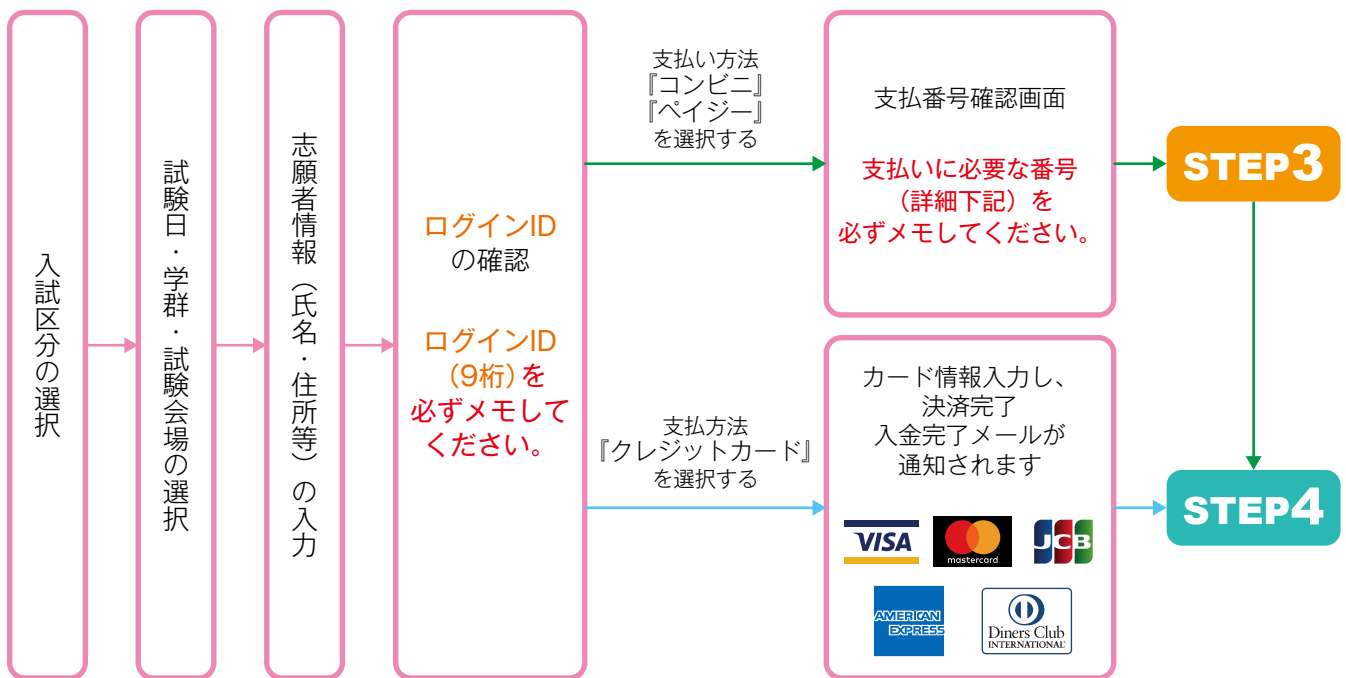 入試区分の選択
試験日・学群・試験会場の選択
志願者情報（氏名・住所等）の入力
ログインID
の確認
ログインID
（9桁）を
必ずメモして
ください。
支払い方法
『コンビニ』
『ペイジー』
を選択する
支払番号確認画面
支払いに必要な番号
（詳細下記）を
必ずメモしてください。
STEP3
支払方法
『クレジットカード』
を選択する
カード情報入力し、
決済完了
入金完了メールが
通知されます
VISA
mastercard.
JCB
AMERICAN
EXPRESS
Diners Club
INTERNATIONAL
STEP4